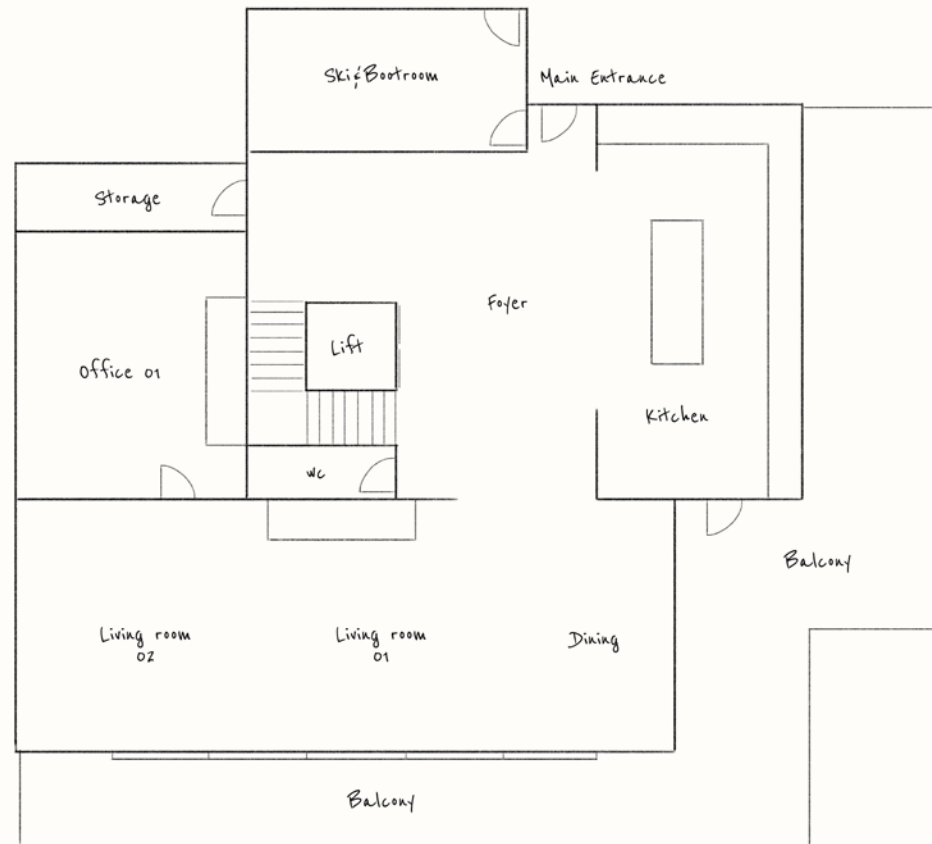 Ski & Bootroom
Main Entrance
Storage
Foyer
Lift
Office 01
Kitchen
WC
Balcony
Living room
02
Living room
01
Dining
Balcony